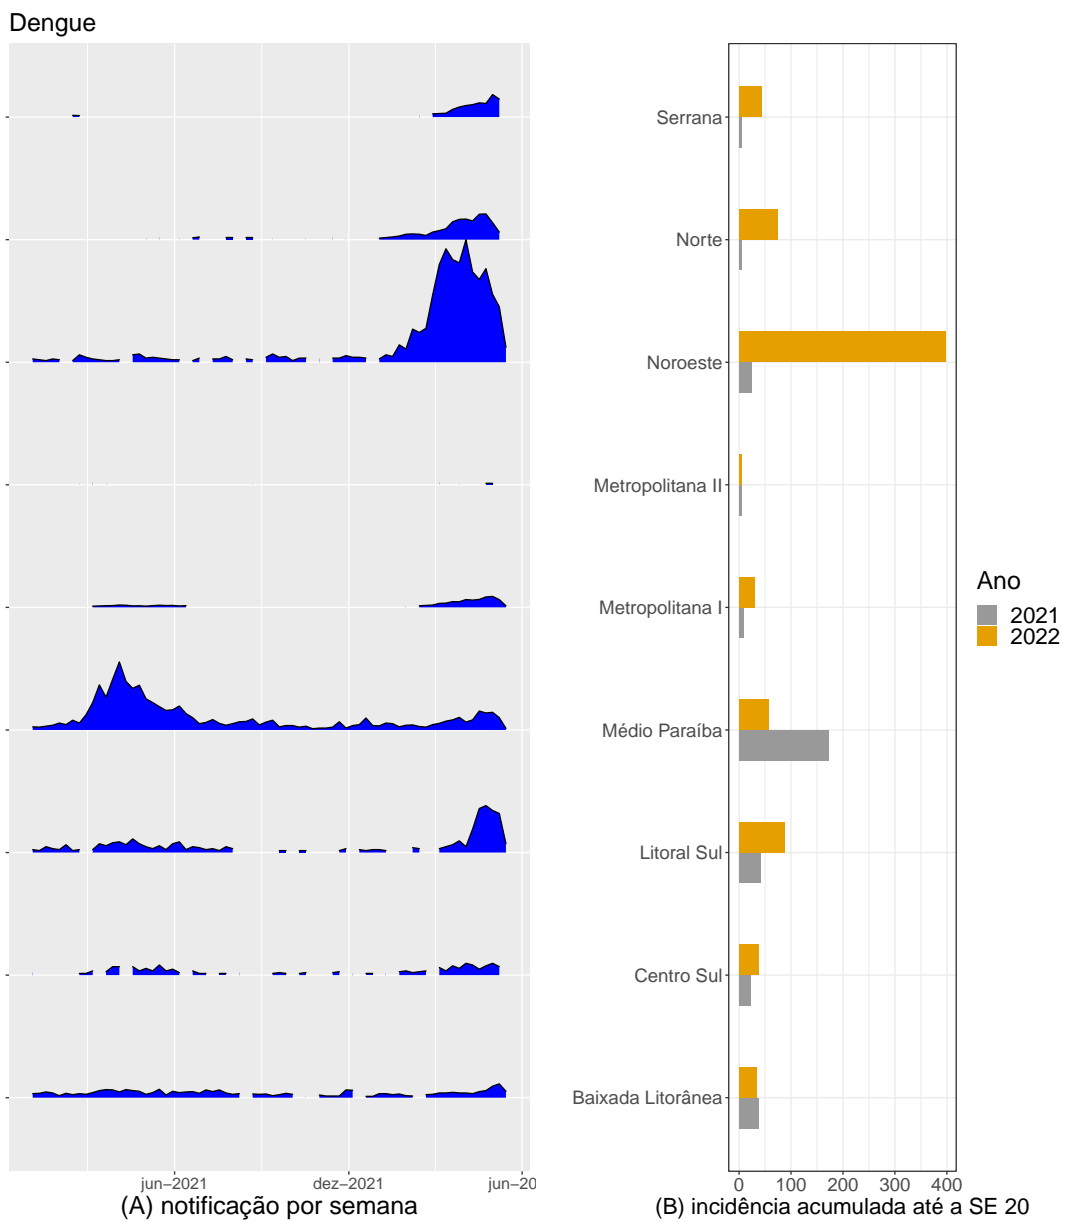 Dengue
Serrana
Norte
Noroeste
Metropolitana II
Metropolitana I
Médio Paraíba
Litoral Sul
Centro Sul
Baixada Litorânea
Ano
2021
2022
jun–2021 dez–2021 jun–20
0 100 200 300 400
(A) notificação por semana
(B) incidência acumulada até a SE 20